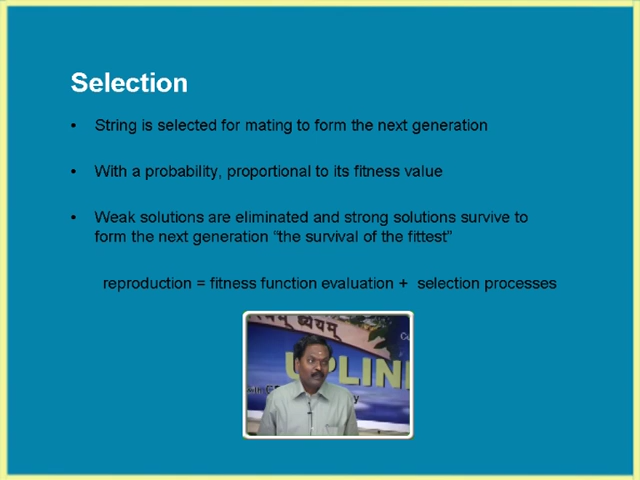 Selection
• String is selected for mating to form the next generation
• With a probability, proportional to its fitness value
• Weak solutions are eliminated and strong solutions survive to
form the next generation “the survival of the fittest”
reproduction = fitness function evaluation + selection processes
ध्येयम्
UPLIN